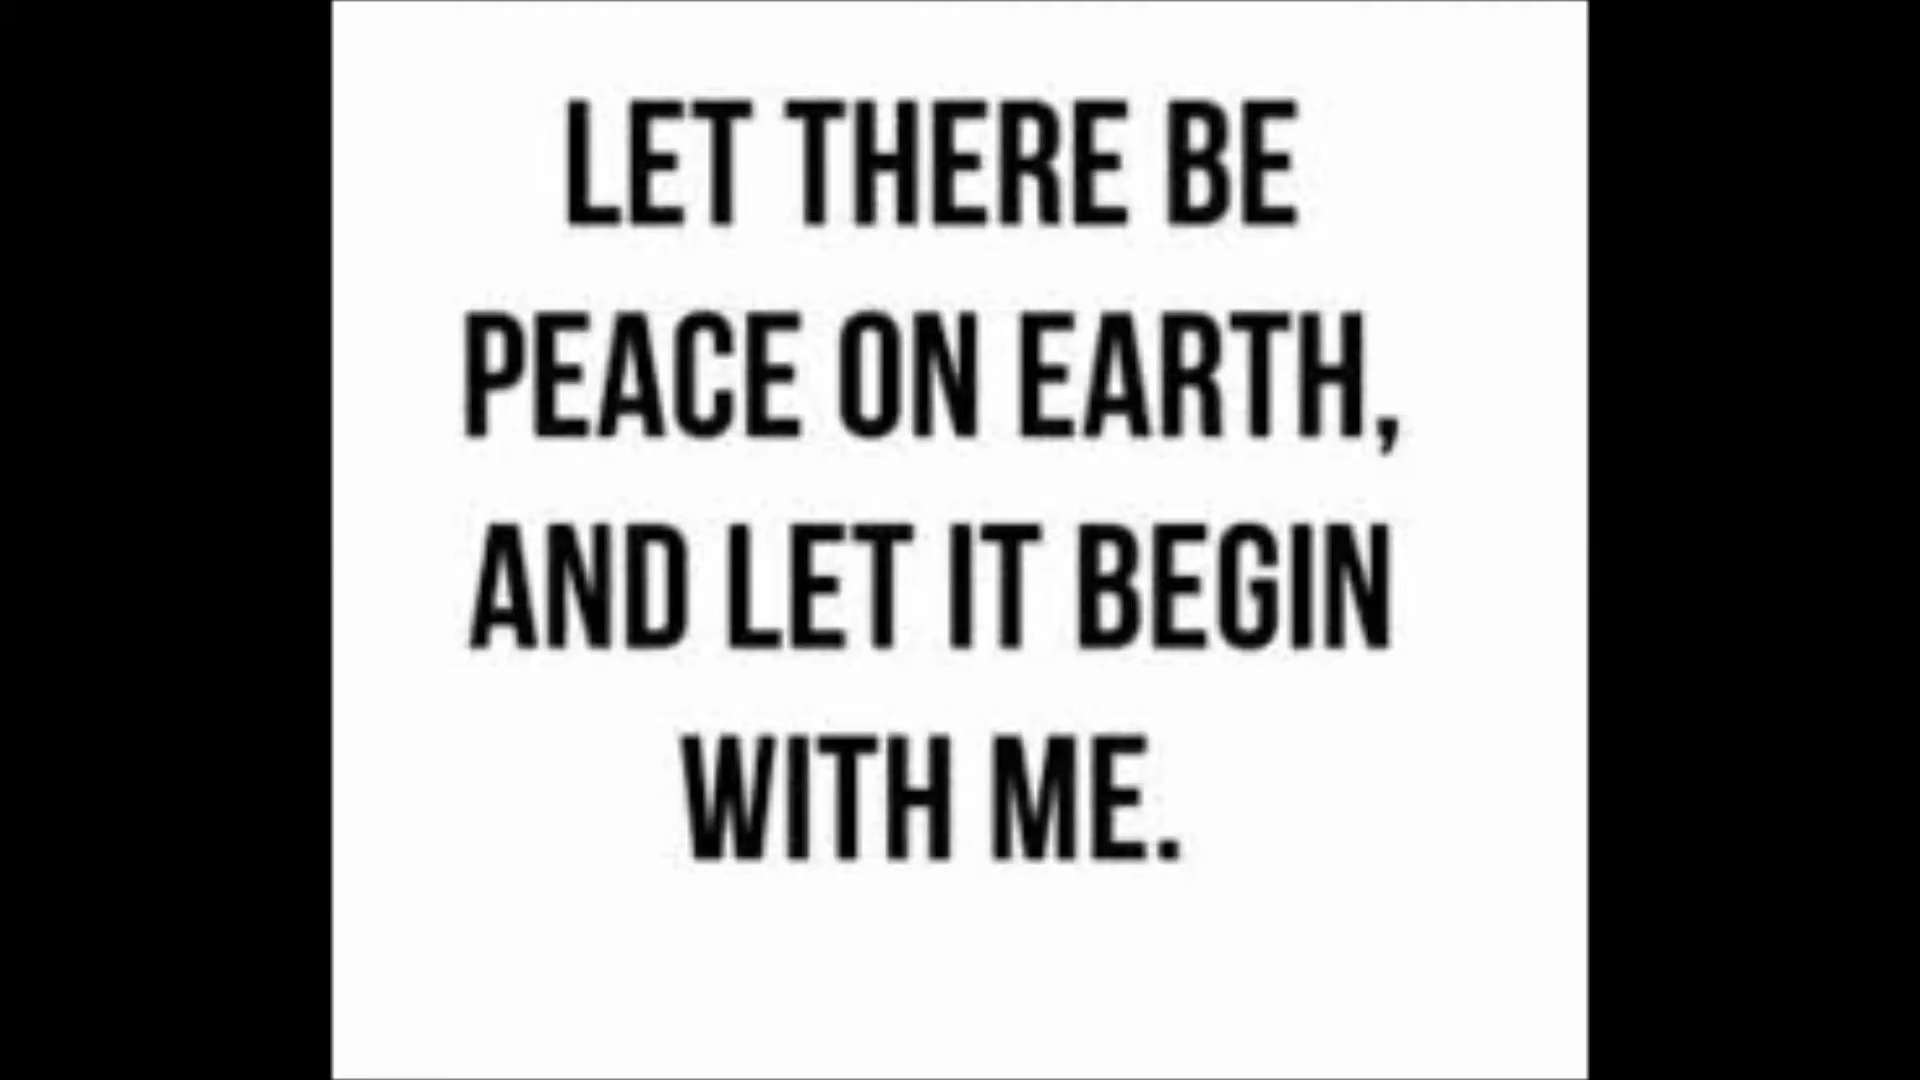 LET THERE BE
PEACE ON EARTH,
AND LET IT BEGIN
WITH ME.